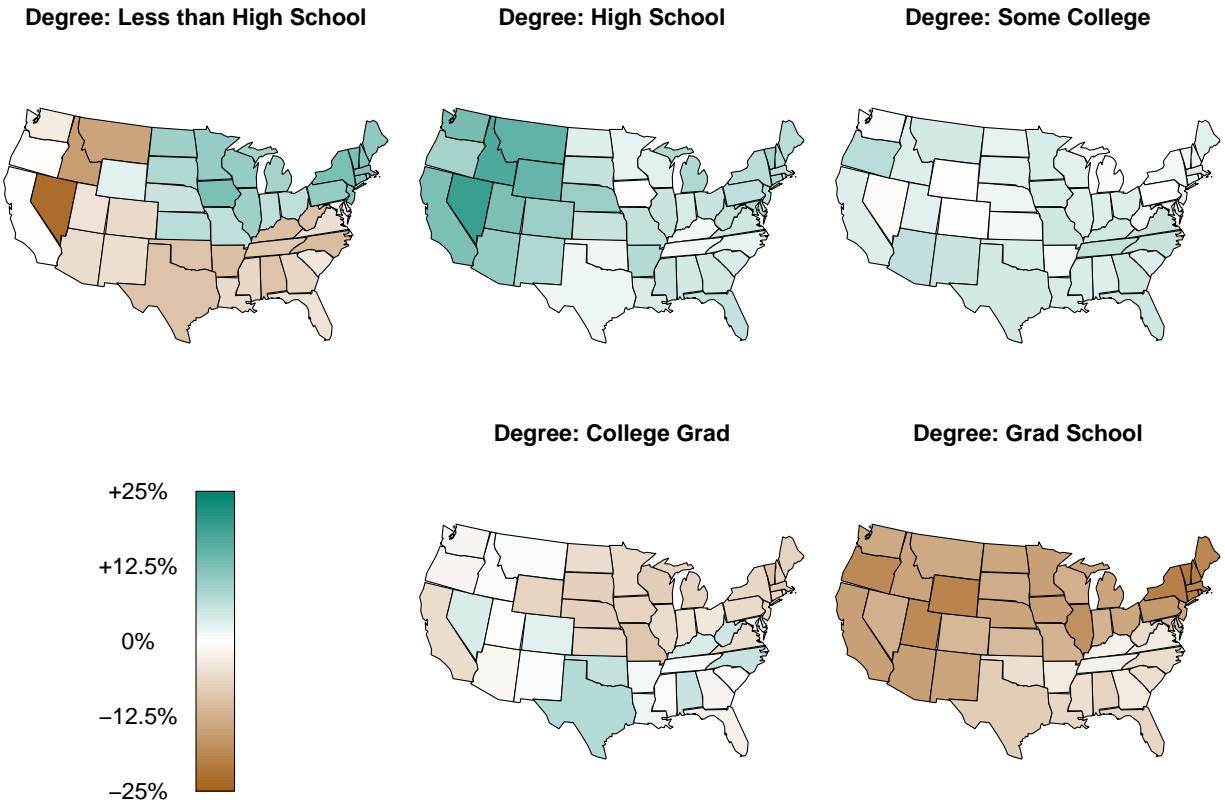 Degree: Less than High School
Degree: High School
Degree: Some College
Degree: College Grad
Degree: Grad School
+25%
+12.5%
0%
−12.5%
−25%